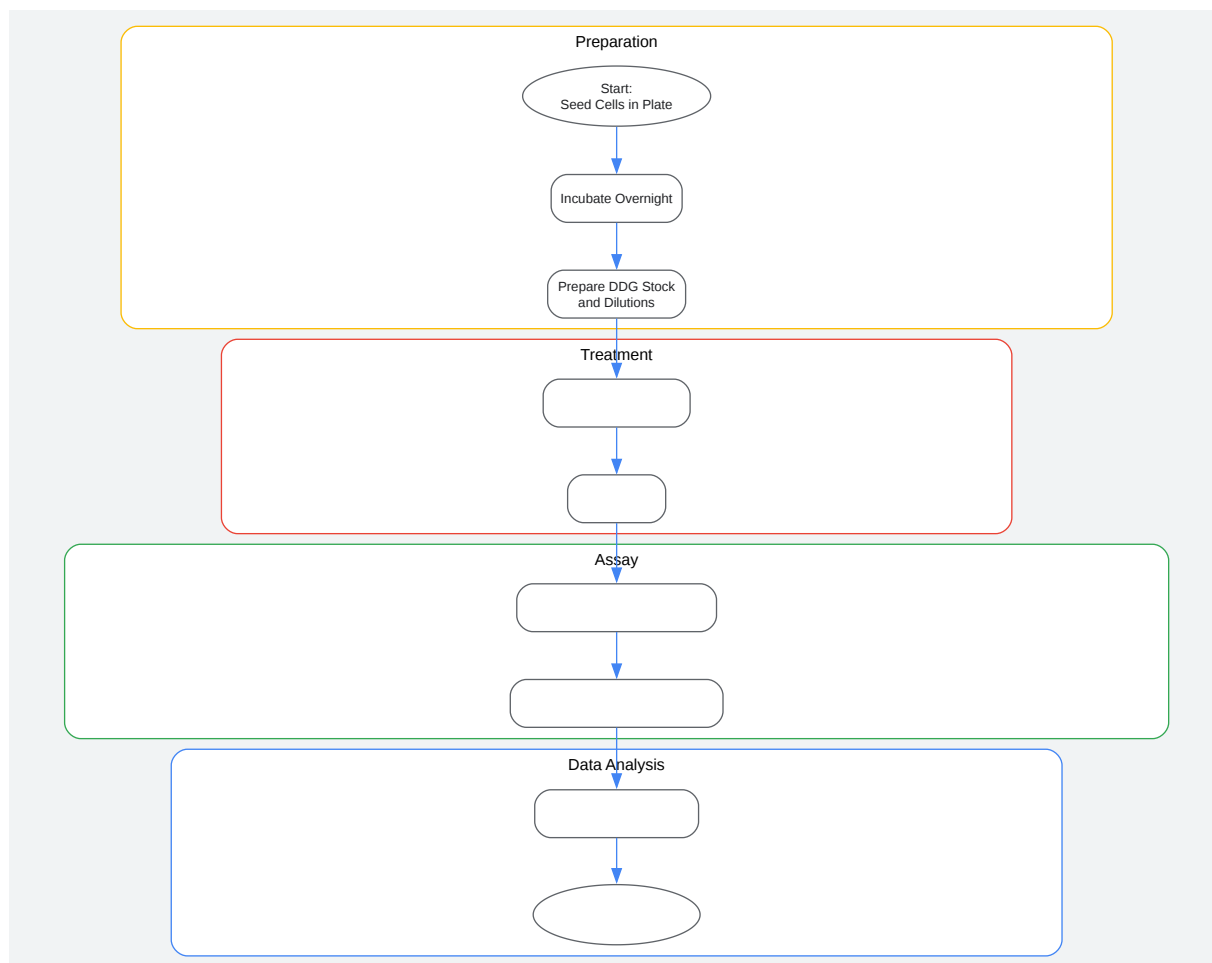 Preparation
Start:
Seed Cells in Plate
Incubate Overnight
Prepare DDG Stock
and Dilutions
Treatment
Assay
Data Analysis